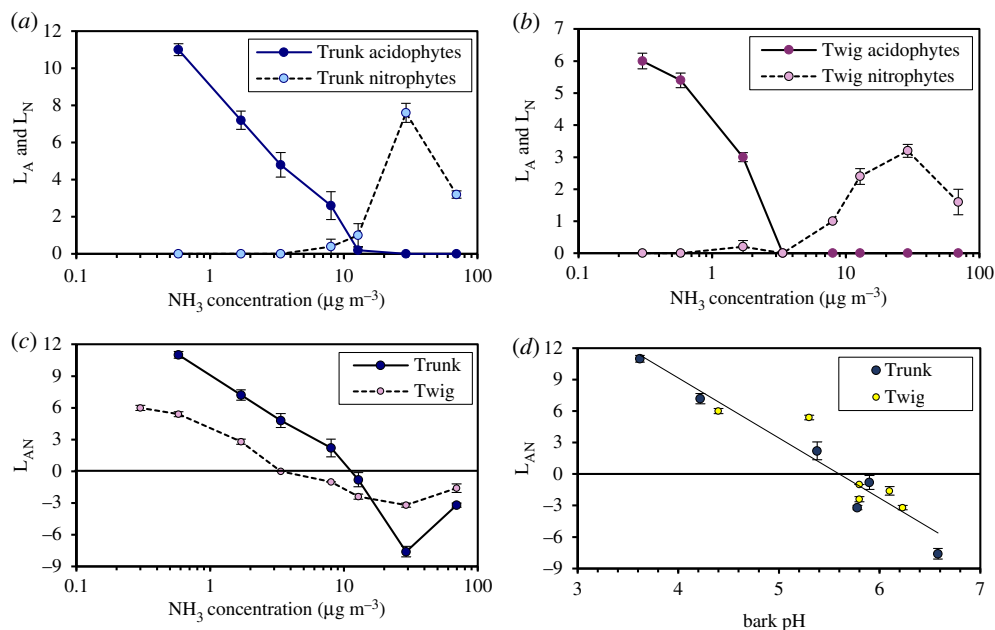 (a)
12
10
8
6
4
2
0
L_A and L_N
Trunk acidophytes
Trunk nitrophytes
0.1 1 10 100
NH₃ concentration (µg m⁻³)
(b)
7
6
5
4
3
2
1
0
L_A and L_N
Twig acidophytes
Twig nitrophytes
0.1 1 10 100
NH₃ concentration (µg m⁻³)
(c)
12
9
6
3
0
–3
–6
–9
L_AN
Trunk
Twig
0.1 1 10 100
NH₃ concentration (µg m⁻³)
(d)
12
9
6
3
0
–3
–6
–9
L_AN
Trunk
Twig
3 4 5 6 7
bark pH